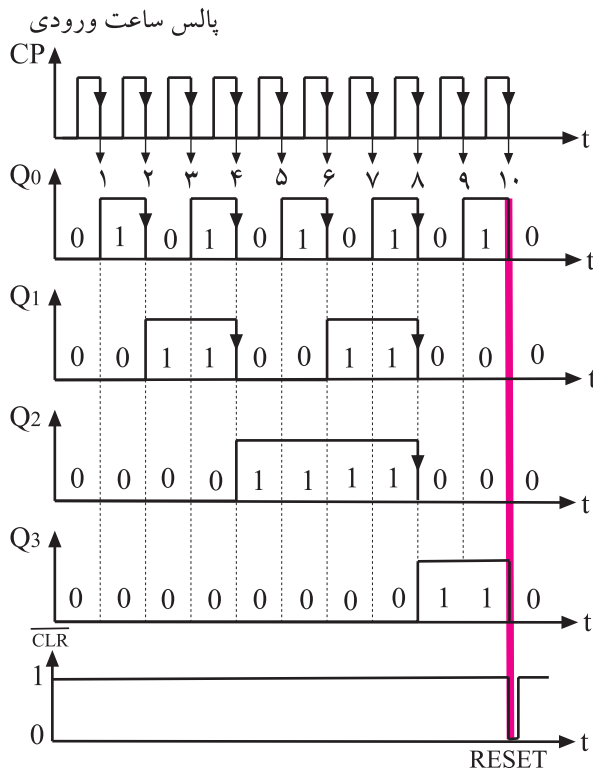 پالس ساعت ورودی
CP
t
۱ ۲ ۳ ۴ ۵ ۶ ۷ ۸ ۹ ۱۰
Q0
0 1 0 1 0 1 0 1 0 1 0
t
Q1
0 0 1 1 0 0 1 1 0 0 0
t
Q2
0 0 0 0 1 1 1 1 0 0 0
t
Q3
0 0 0 0 0 0 0 0 1 1 0
t
CLR
1
0
t
RESET